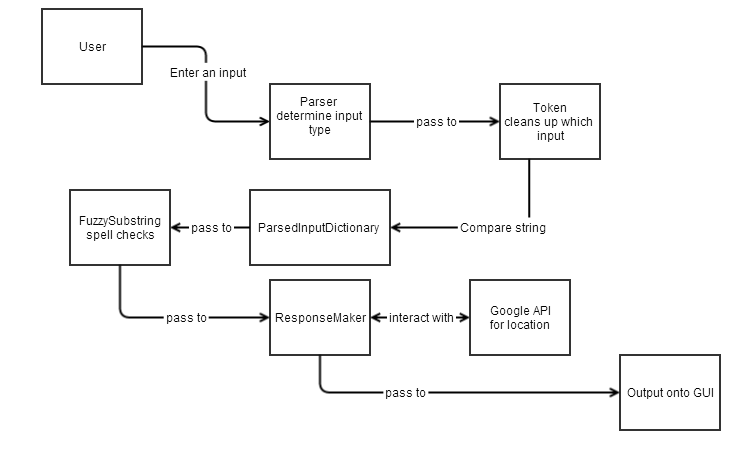 User
Enter an input
Parser
determine input
type
pass to
Token
cleans up which
input
Compare string
ParsedInputDictionary
pass to
FuzzySubstring
spell checks
pass to
ResponseMaker
interact with
Google API
for location
pass to
Output onto GUI